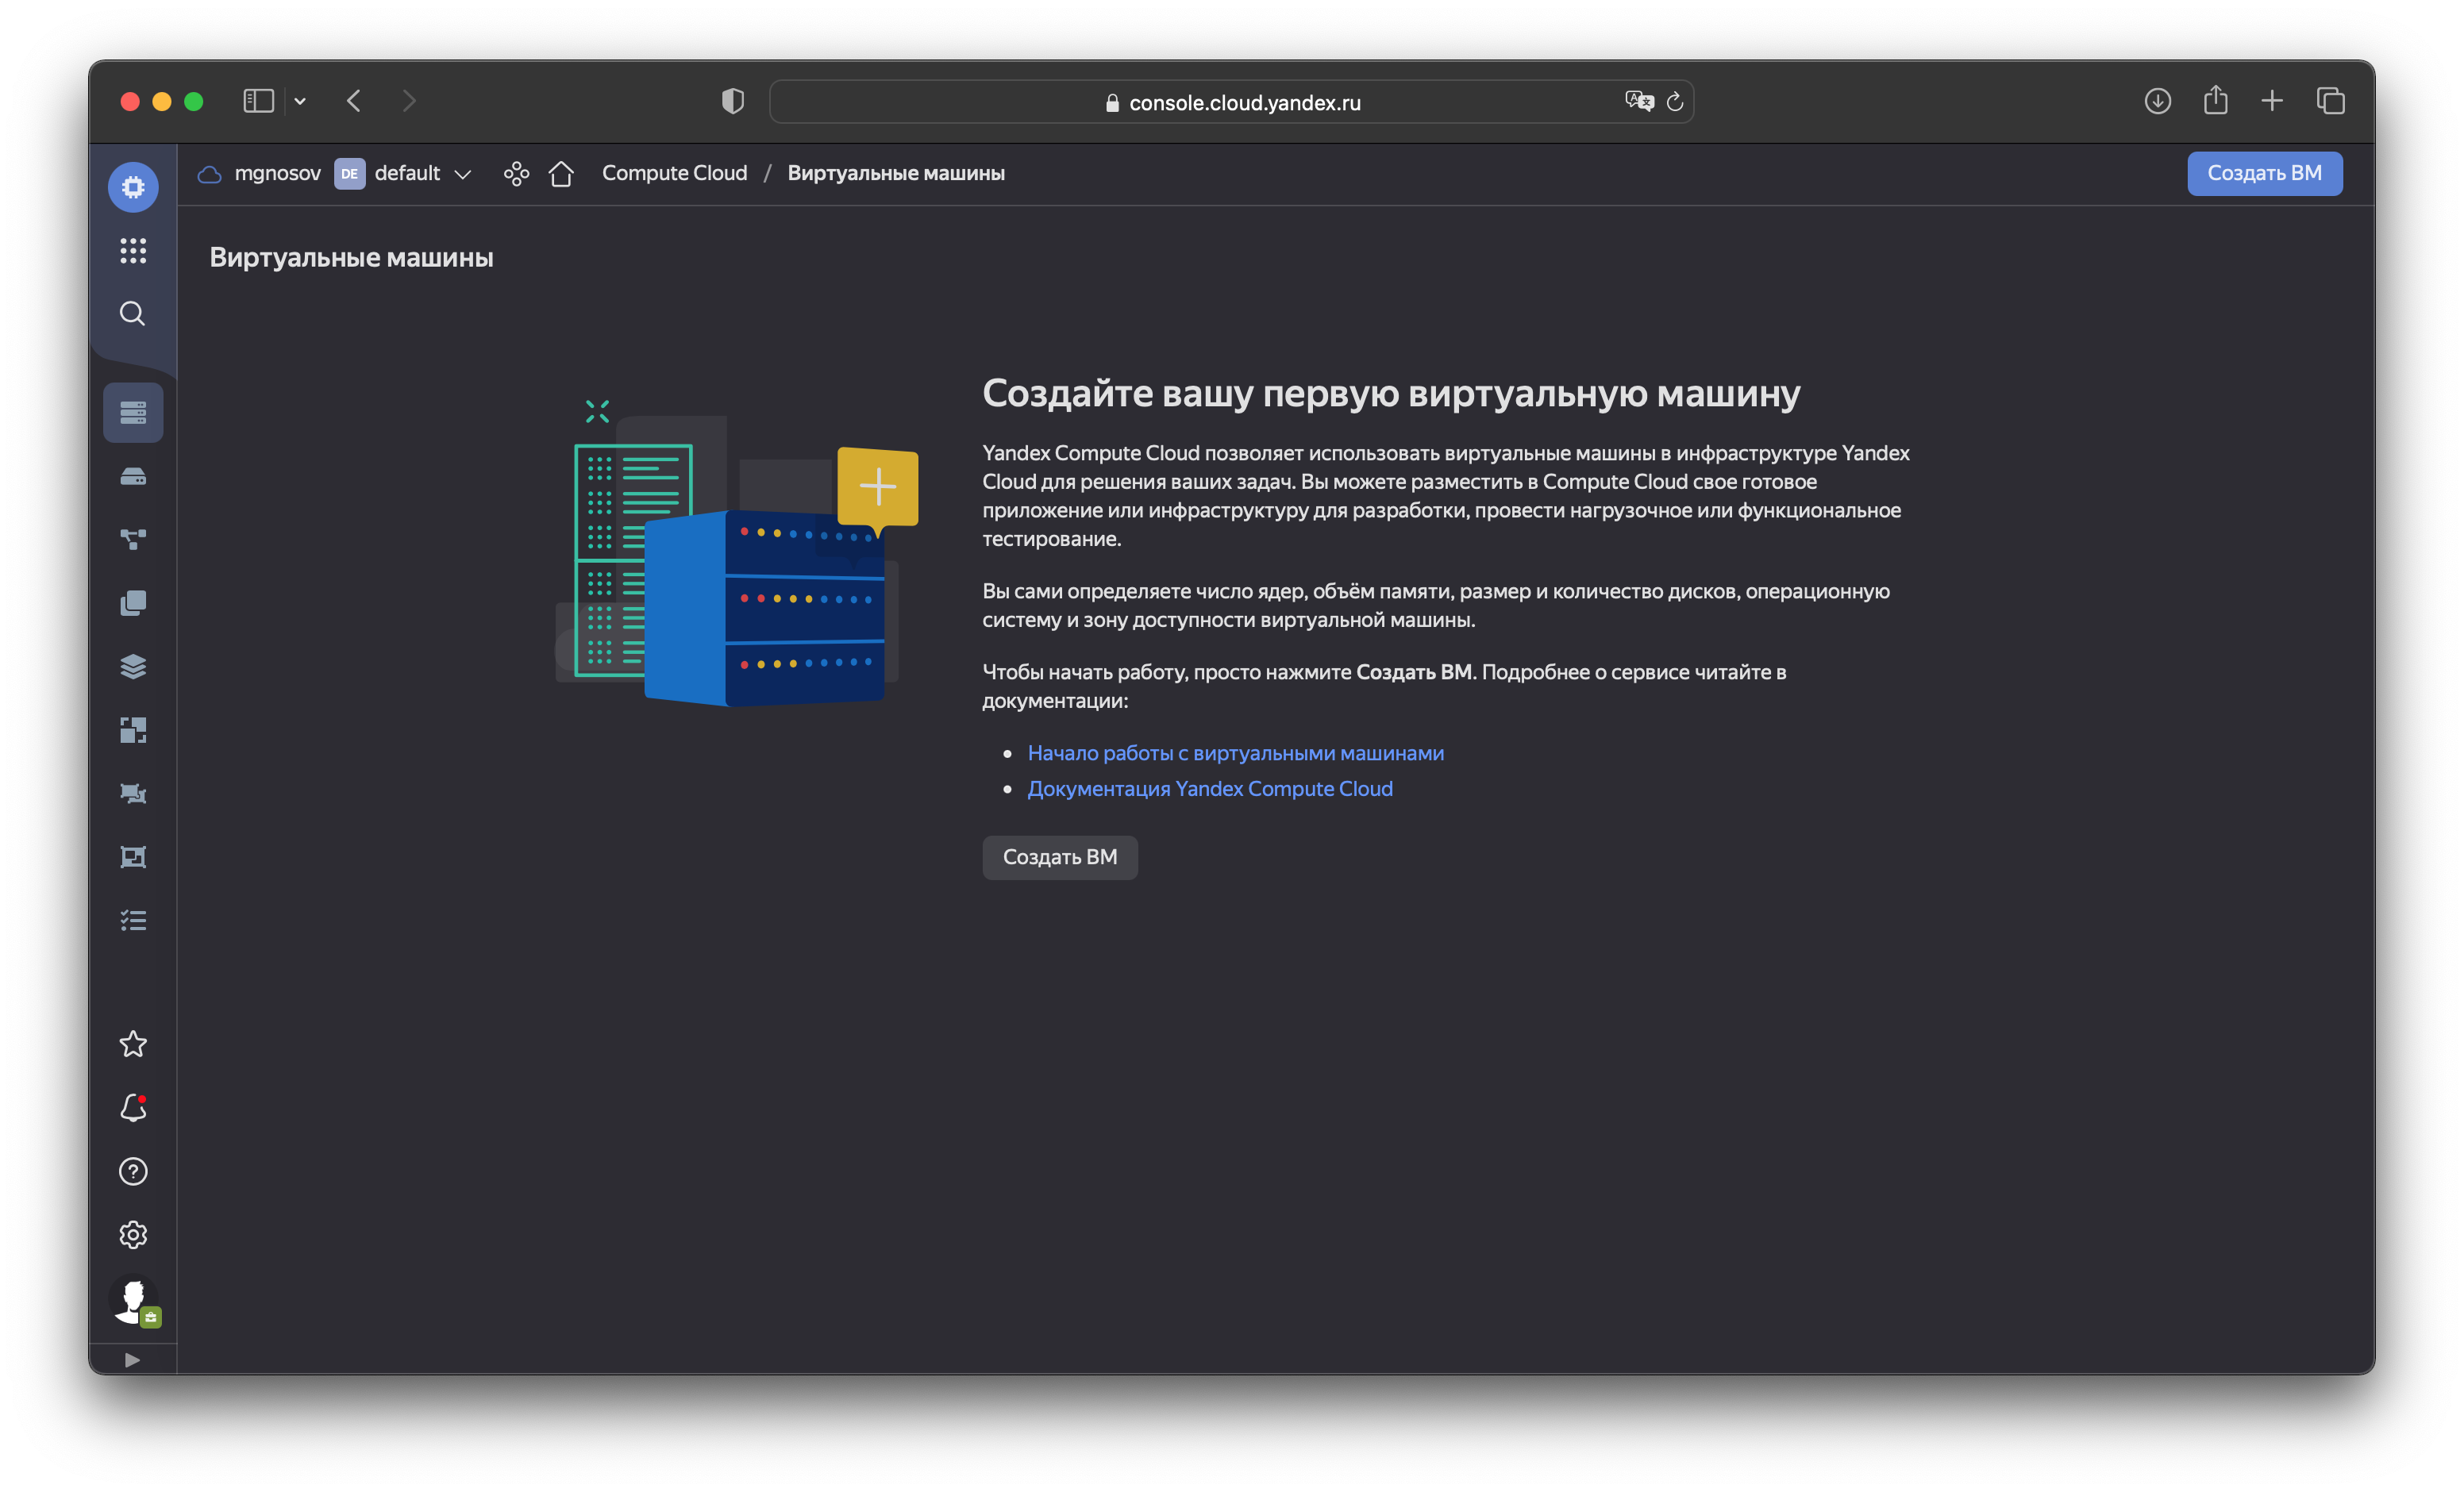 console.cloud.yandex.ru
mgnosov DE default Compute Cloud / Виртуальные машины Создать ВМ
Виртуальные машины
Создайте вашу первую виртуальную машину
Yandex Compute Cloud позволяет использовать виртуальные машины в инфраструктуре Yandex
Cloud для решения ваших задач. Вы можете разместить в Compute Cloud свое готовое
приложение или инфраструктуру для разработки, провести нагрузочное или функциональное
тестирование.
Вы сами определяете число ядер, объём памяти, размер и количество дисков, операционную
систему и зону доступности виртуальной машины.
Чтобы начать работу, просто нажмите Создать ВМ. Подробнее о сервисе читайте в
документации:
• Начало работы с виртуальными машинами
• Документация Yandex Compute Cloud
Создать ВМ